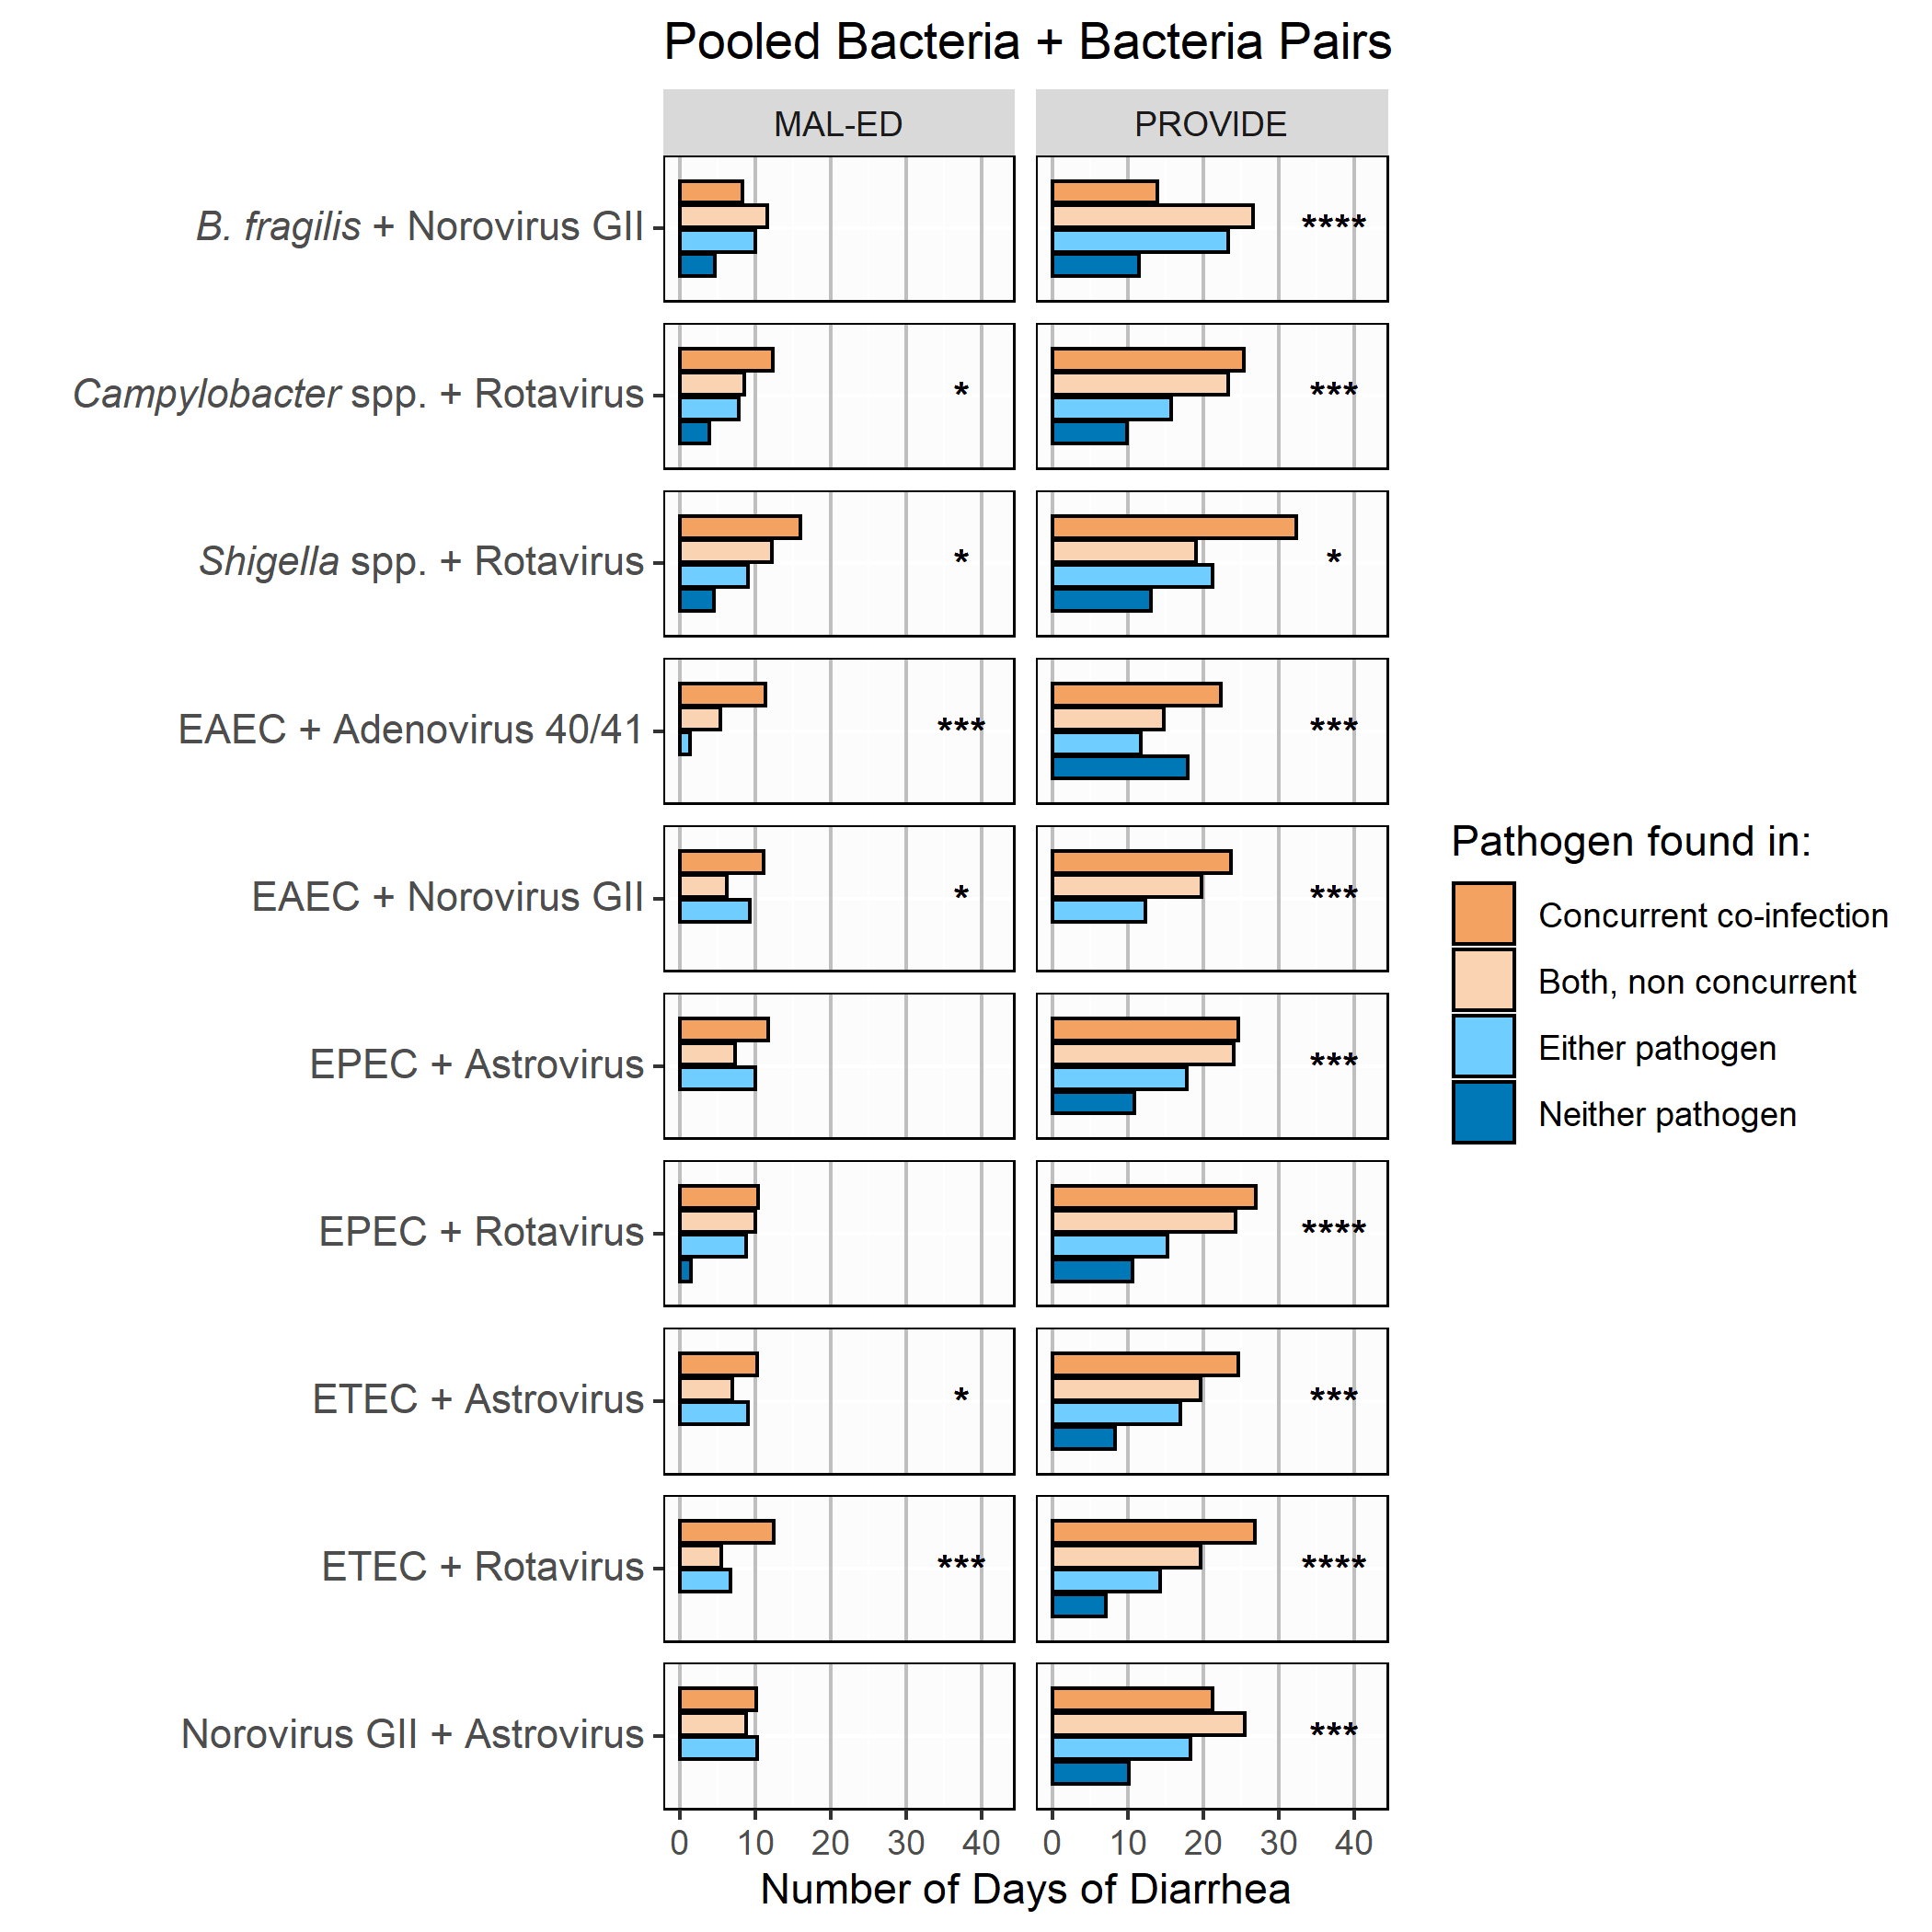 Pooled Bacteria + Bacteria Pairs
MAL-ED PROVIDE
B. fragilis + Norovirus GII ****
Campylobacter spp. + Rotavirus * ***
Shigella spp. + Rotavirus * *
EAEC + Adenovirus 40/41 *** ***
EAEC + Norovirus GII * ***
EPEC + Astrovirus ***
EPEC + Rotavirus ****
ETEC + Astrovirus * ***
ETEC + Rotavirus *** ****
Norovirus GII + Astrovirus ***
0 10 20 30 40 0 10 20 30 40
Number of Days of Diarrhea
Pathogen found in:
Concurrent co-infection
Both, non concurrent
Either pathogen
Neither pathogen